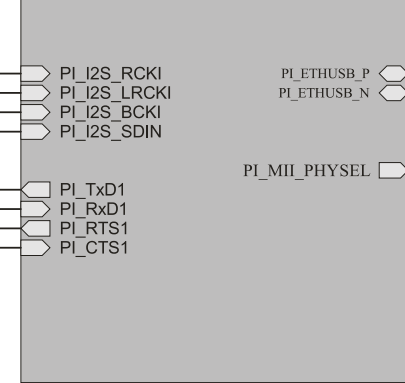 PI_I2S_RCKI
PI_I2S_LRCKI
PI_I2S_BCKI
PI_I2S_SDIN
PI_TxD1
PI_RxD1
PI_RTS1
PI_CTS1
PI_ETHUSB_P
PI_ETHUSB_N
PI_MII_PHYSEL